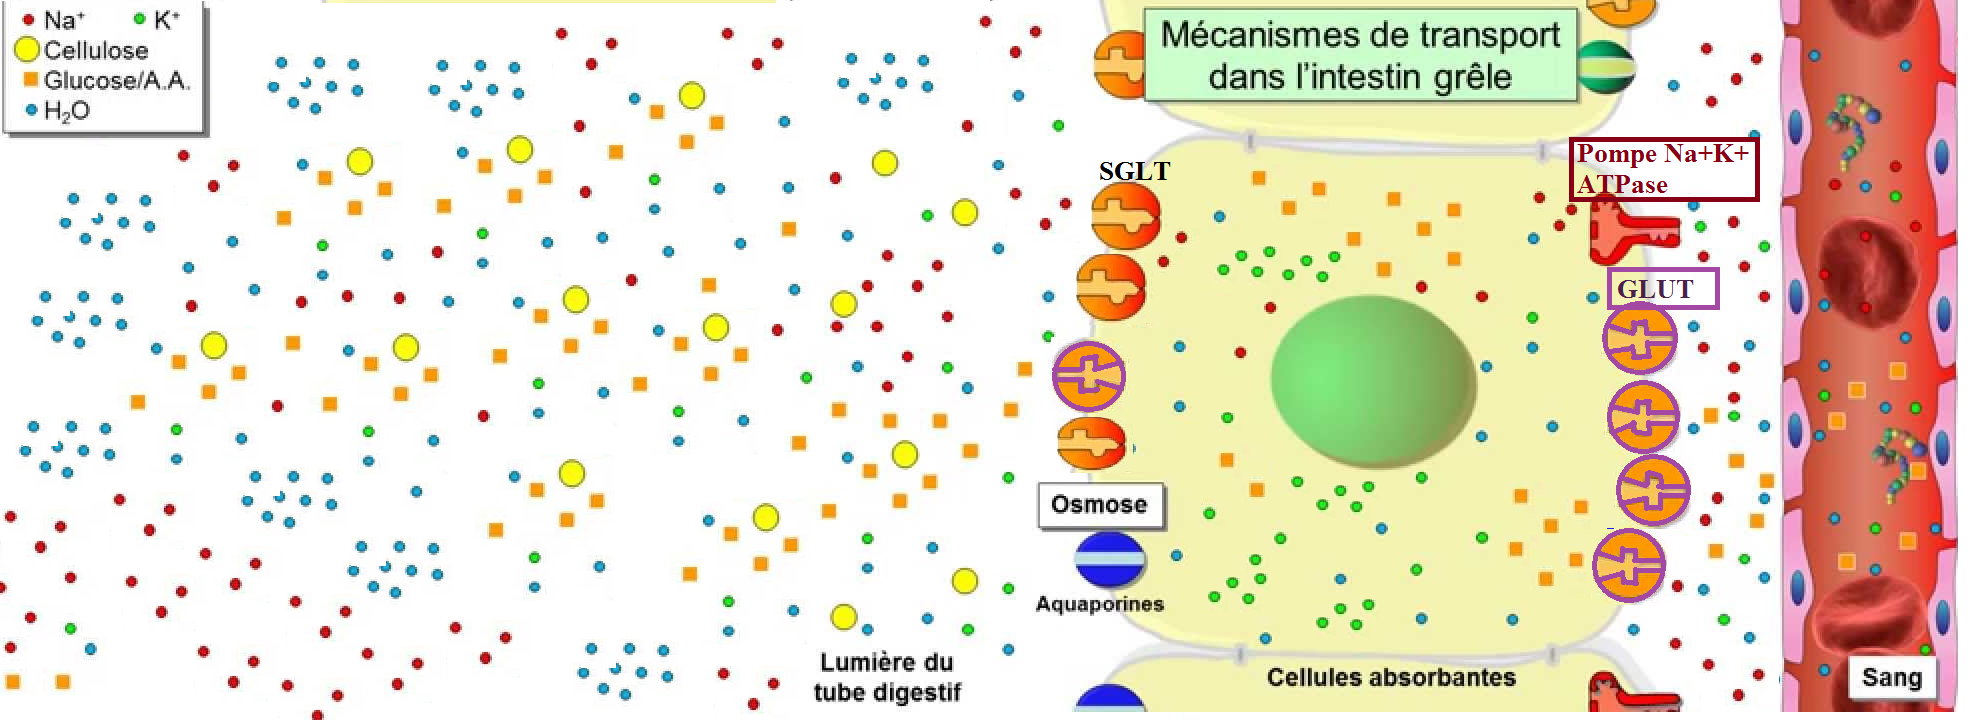 Na⁺ K⁺
Cellulose
Glucose/A.A.
H₂O
Mécanismes de transport
dans l'intestin grêle
SGLT
Pompe Na+K+
ATPase
GLUT
Osmose
Aquaporines
Lumière du
tube digestif
Cellules absorbantes
Sang